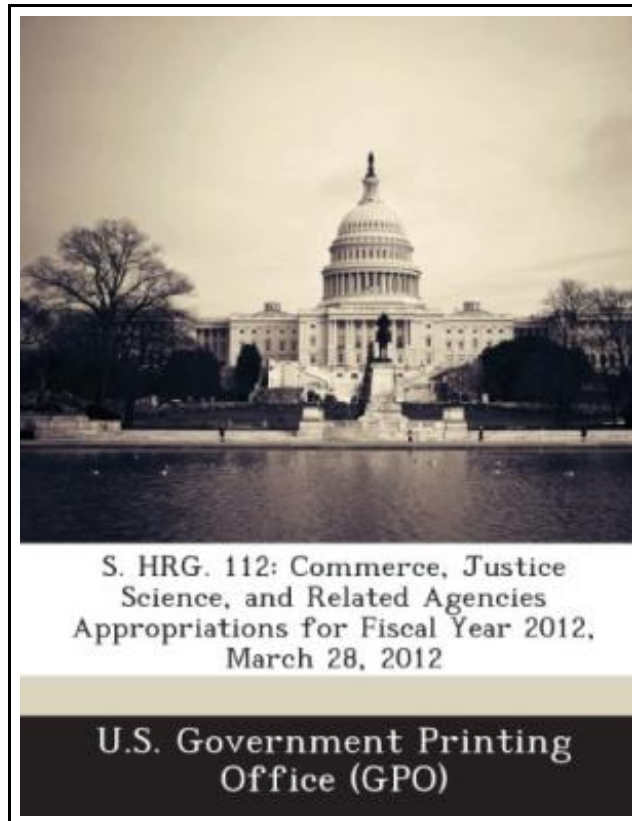 S. HRG. 112: Commerce, Justice
Science, and Related Agencies
Appropriations for Fiscal Year 2012,
March 28, 2012
U.S. Government Printing
Office (GPO)